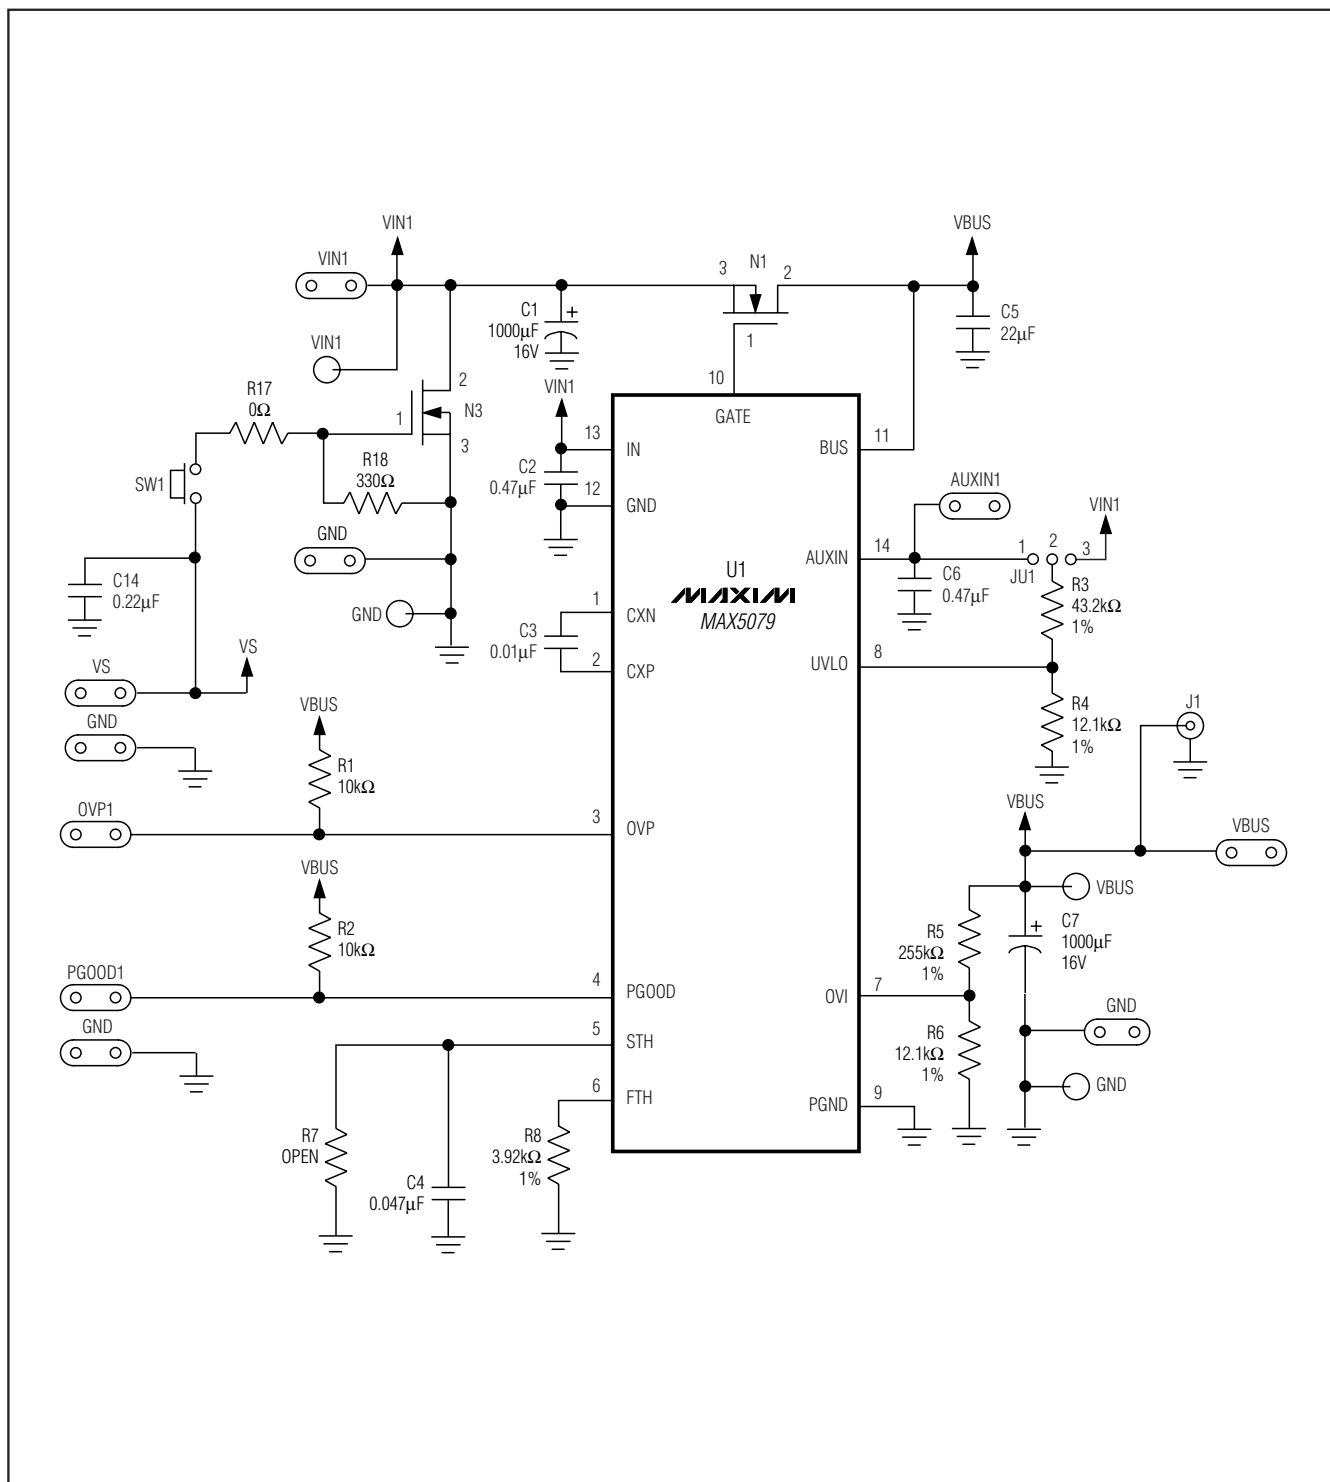 VIN1
VIN1
VIN1
C1
1000µF
16V
+
3
N1
2
1
VBUS
C5
22µF
R17
0Ω
1
2
N3
3
R18
330Ω
SW1
C14
0.22µF
GND
GND
VS
VS
GND
VIN1
C2
0.47µF
13
12
C3
0.01µF
1
2
10
GATE
IN
GND
CXN
CXP
U1
MAXIM
MAX5079
BUS
11
AUXIN
14
AUXIN1
C6
0.47µF
1
2
3
JU1
VIN1
R3
43.2kΩ
1%
UVLO
8
R4
12.1kΩ
1%
J1
VBUS
R1
10kΩ
OVP1
3
OVP
VBUS
R2
10kΩ
PGOOD1
4
PGOOD
GND
5
STH
6
FTH
R7
OPEN
C4
0.047µF
R8
3.92kΩ
1%
VBUS
VBUS
VBUS
R5
255kΩ
1%
+
C7
1000µF
16V
OVI
7
R6
12.1kΩ
1%
GND
GND
PGND
9